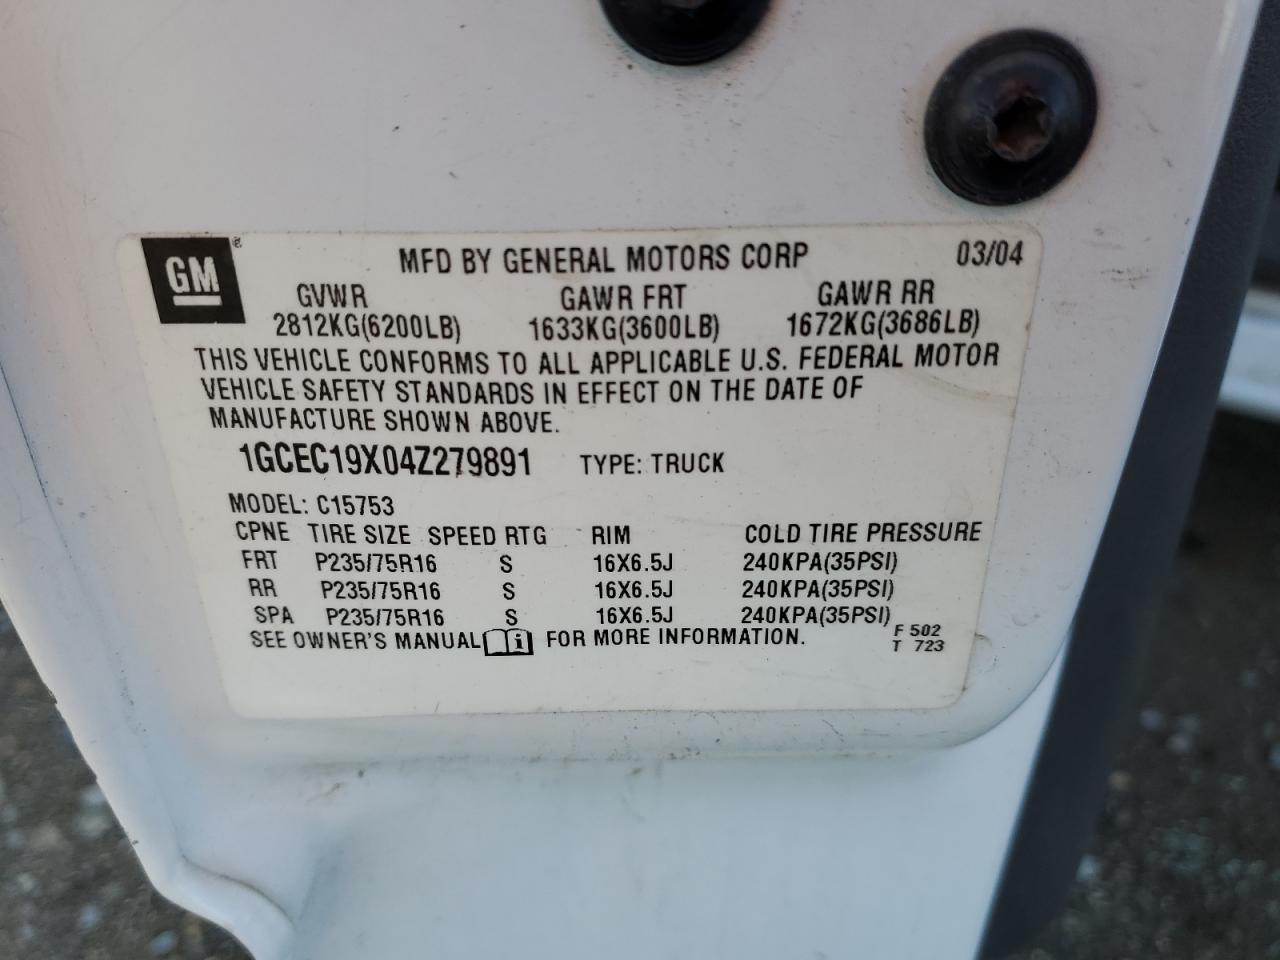 GM ®
MFD BY GENERAL MOTORS CORP 03/04
GVWR GAWR FRT GAWR RR
2812KG(6200LB) 1633KG(3600LB) 1672KG(3686LB)
THIS VEHICLE CONFORMS TO ALL APPLICABLE U.S. FEDERAL MOTOR
VEHICLE SAFETY STANDARDS IN EFFECT ON THE DATE OF
MANUFACTURE SHOWN ABOVE.
1GCEC19X04Z279891 TYPE: TRUCK
MODEL: C15753
CPNE TIRE SIZE SPEED RTG RIM COLD TIRE PRESSURE
FRT P235/75R16 S 16X6.5J 240KPA(35PSI)
RR P235/75R16 S 16X6.5J 240KPA(35PSI)
SPA P235/75R16 S 16X6.5J 240KPA(35PSI)
SEE OWNER'S MANUAL i FOR MORE INFORMATION.
F 502
T 723